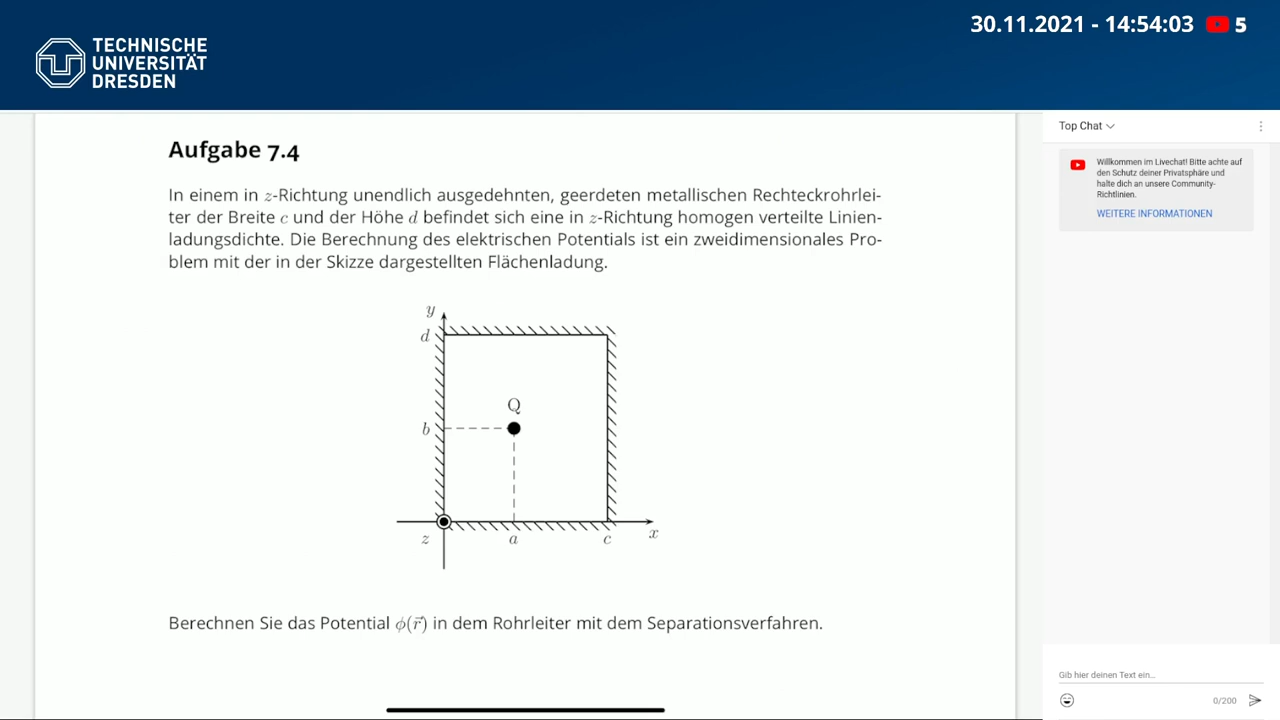 TECHNISCHE
UNIVERSITÄT
DRESDEN
30.11.2021 - 14:54:03 5
Aufgabe 7.4
In einem in z-Richtung unendlich ausgedehnten, geerdeten metallischen Rechteckrohrlei-
ter der Breite c und der Höhe d befindet sich eine in z-Richtung homogen verteilte Linien-
ladungsdichte. Die Berechnung des elektrischen Potentials ist ein zweidimensionales Pro-
blem mit der in der Skizze dargestellten Flächenladung.
y
d
Q
b
z a c x
Berechnen Sie das Potential ϕ(r⃗) in dem Rohrleiter mit dem Separationsverfahren.
Top Chat
Willkommen im Livechat! Bitte achte auf
den Schutz deiner Privatsphäre und
halte dich an unsere Community-
Richtlinien.
WEITERE INFORMATIONEN
Gib hier deinen Text ein...
0/200